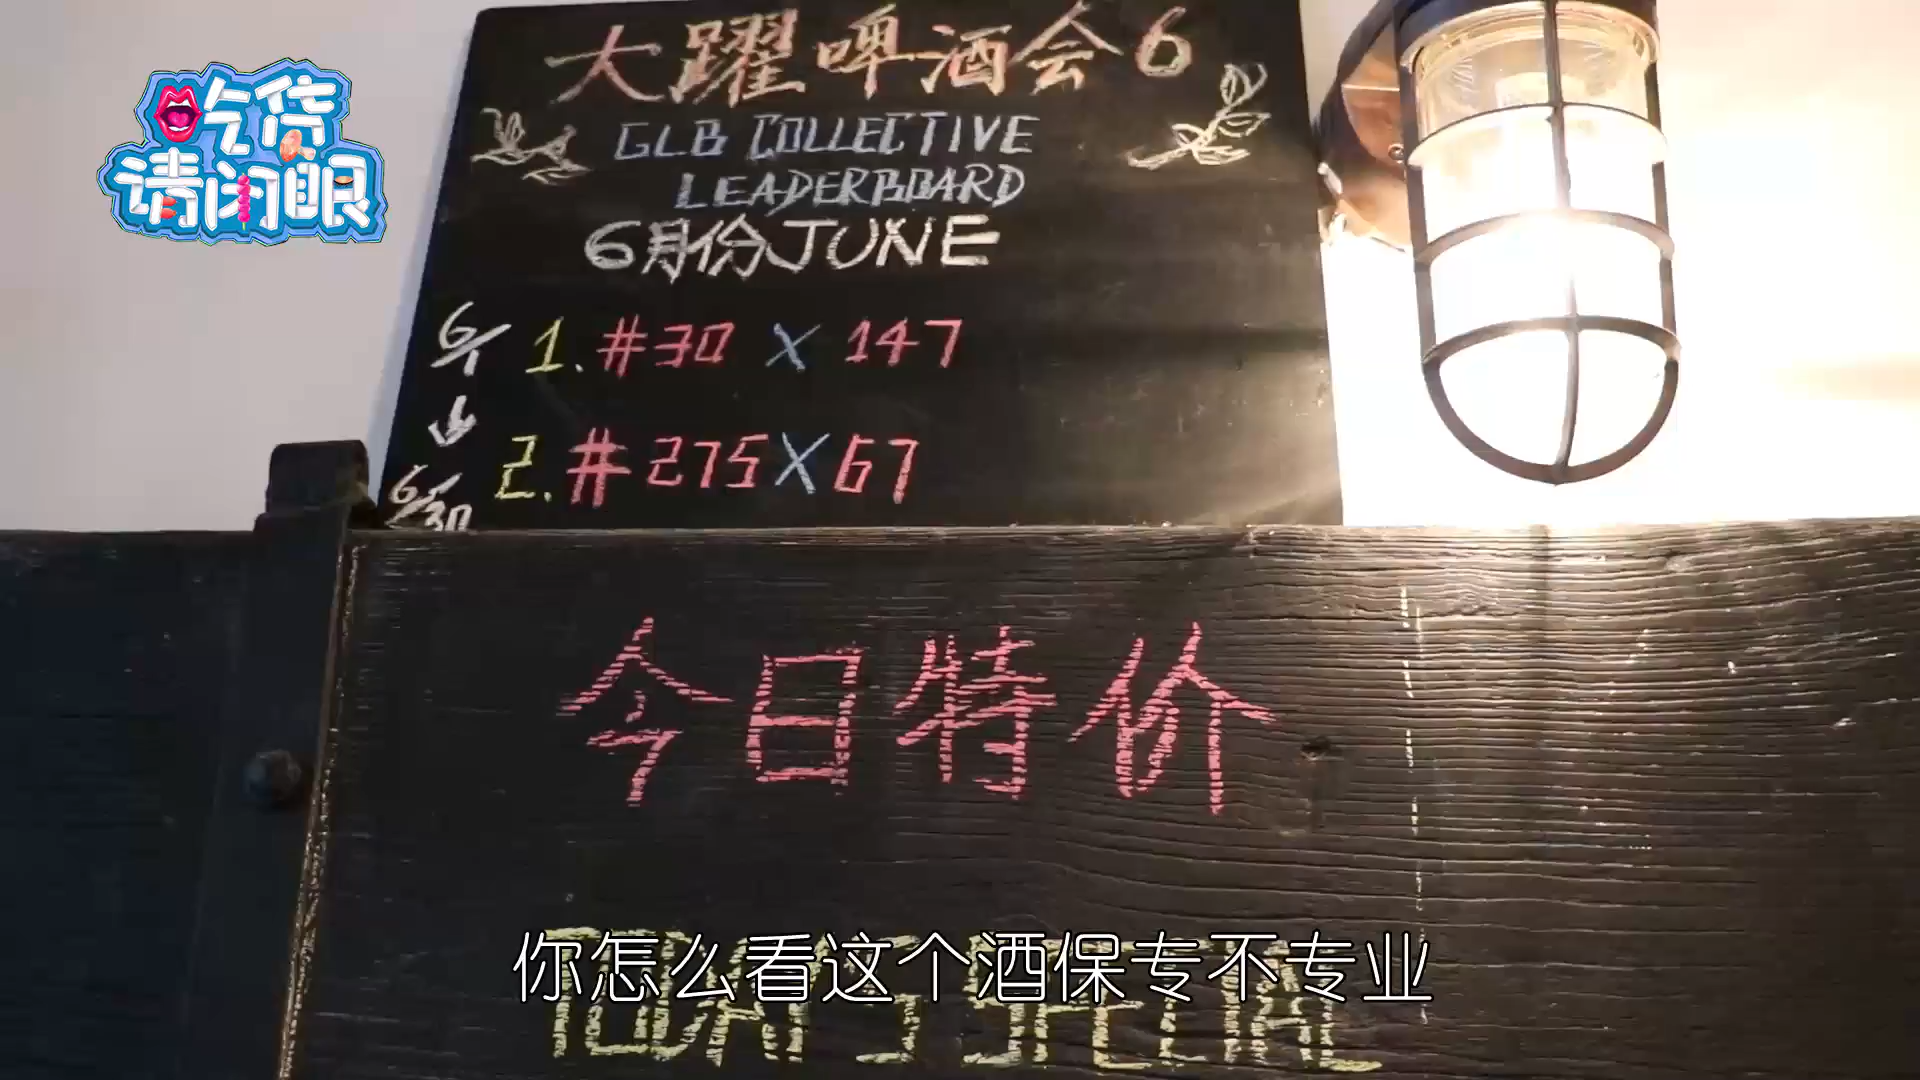 吃货
请闭眼
大躍啤酒会6
GLB COLLECTIVE
LEADERBOARD
6月份JUNE
6/1 1. #30 X 147
2. #275 X 67
6/30
今日特价
你怎么看这个酒保专不专业
TODAY'S SPECIAL